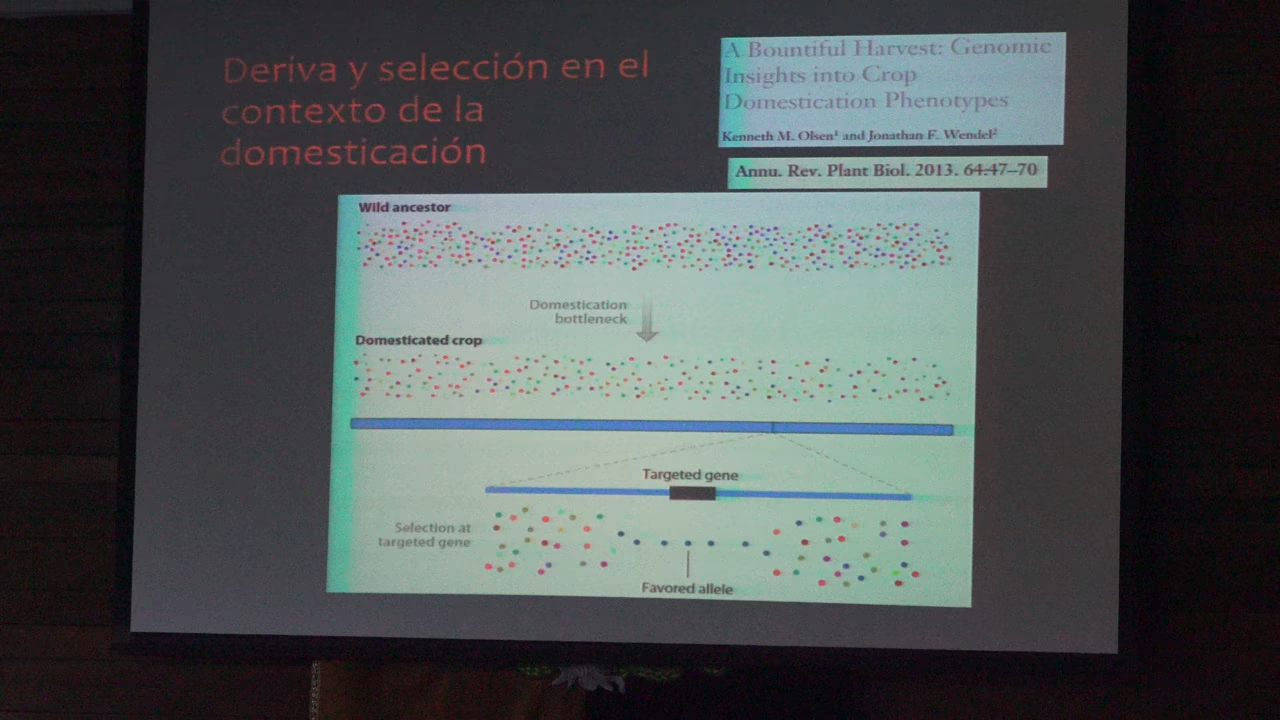 Deriva y selección en el
contexto de la
domesticación
A Bountiful Harvest: Genomic
Insights into Crop
Domestication Phenotypes
Kenneth M. Olsen¹ and Jonathan F. Wendel²
Annu. Rev. Plant Biol. 2013. 64:47–70
Wild ancestor
Domestication
bottleneck
Domesticated crop
Targeted gene
Selection at
targeted gene
Favored allele